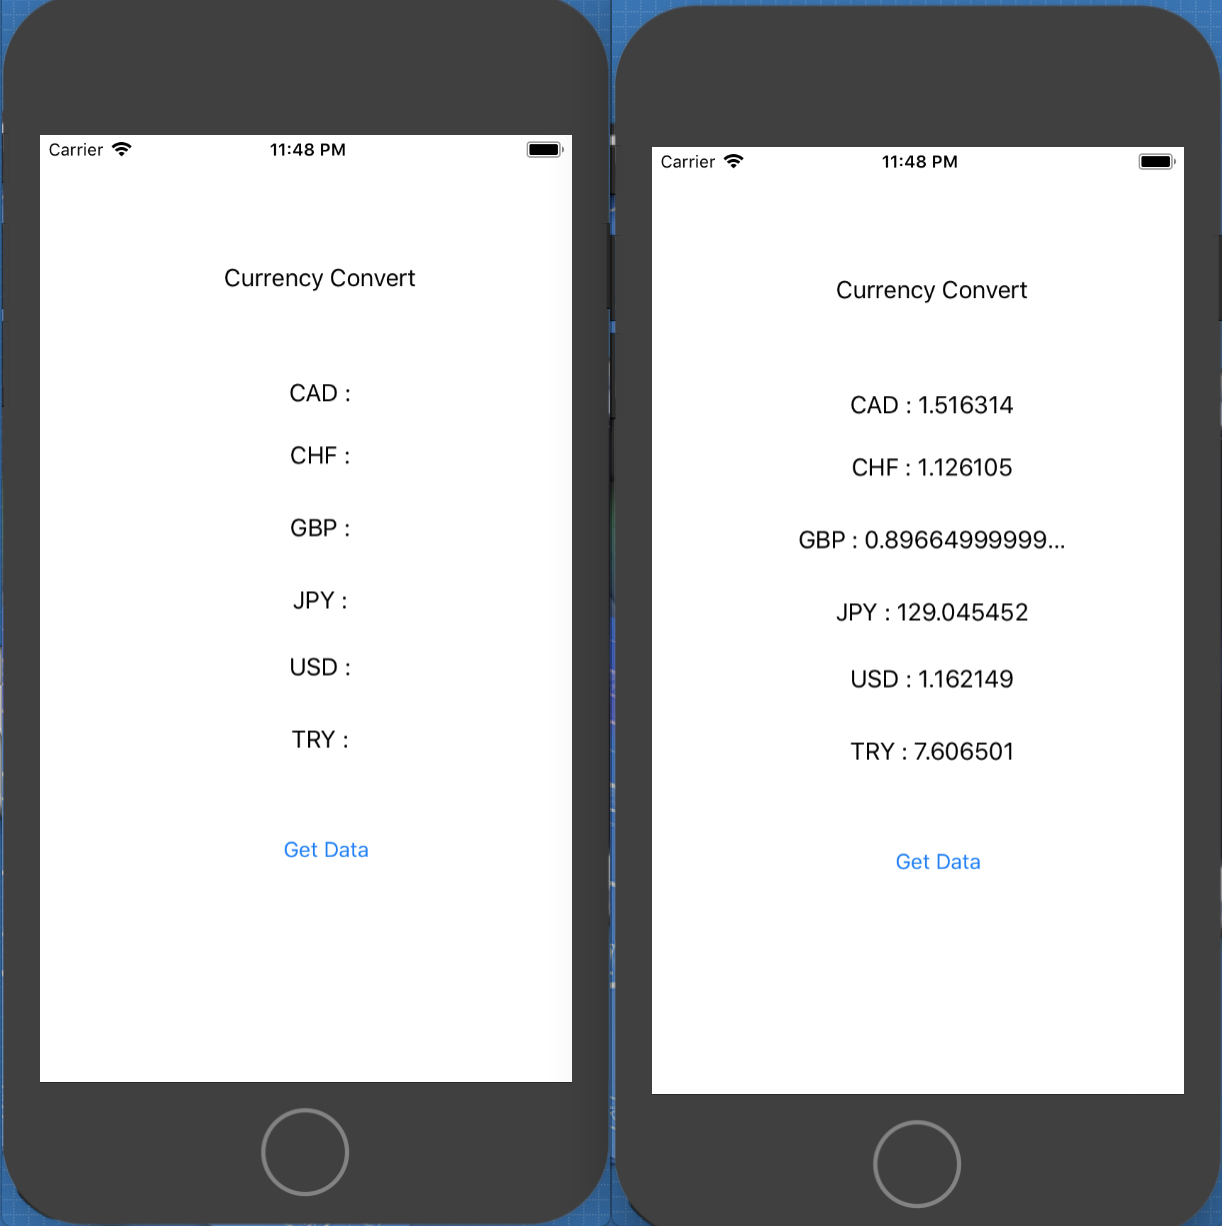 Carrier 11:48 PM
Currency Convert
CAD :
CHF :
GBP :
JPY :
USD :
TRY :
Get Data
Carrier 11:48 PM
Currency Convert
CAD : 1.516314
CHF : 1.126105
GBP : 0.89664999999...
JPY : 129.045452
USD : 1.162149
TRY : 7.606501
Get Data